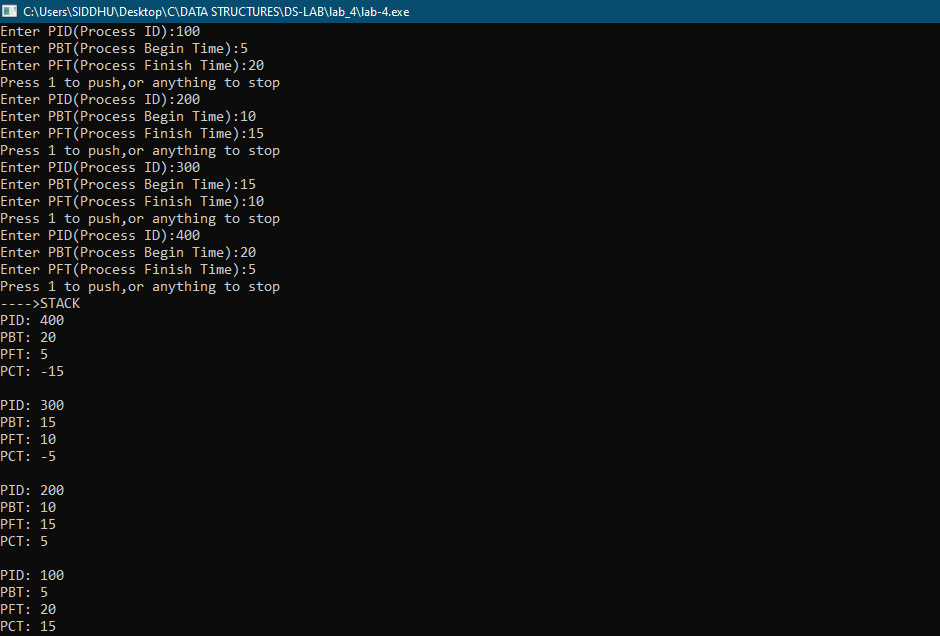 C:\Users\SIDDHU\Desktop\C\DATA STRUCTURES\DS-LAB\lab_4\lab-4.exe
Enter PID(Process ID):100
Enter PBT(Process Begin Time):5
Enter PFT(Process Finish Time):20
Press 1 to push,or anything to stop
Enter PID(Process ID):200
Enter PBT(Process Begin Time):10
Enter PFT(Process Finish Time):15
Press 1 to push,or anything to stop
Enter PID(Process ID):300
Enter PBT(Process Begin Time):15
Enter PFT(Process Finish Time):10
Press 1 to push,or anything to stop
Enter PID(Process ID):400
Enter PBT(Process Begin Time):20
Enter PFT(Process Finish Time):5
Press 1 to push,or anything to stop
---->STACK
PID: 400
PBT: 20
PFT: 5
PCT: -15
PID: 300
PBT: 15
PFT: 10
PCT: -5
PID: 200
PBT: 10
PFT: 15
PCT: 5
PID: 100
PBT: 5
PFT: 20
PCT: 15